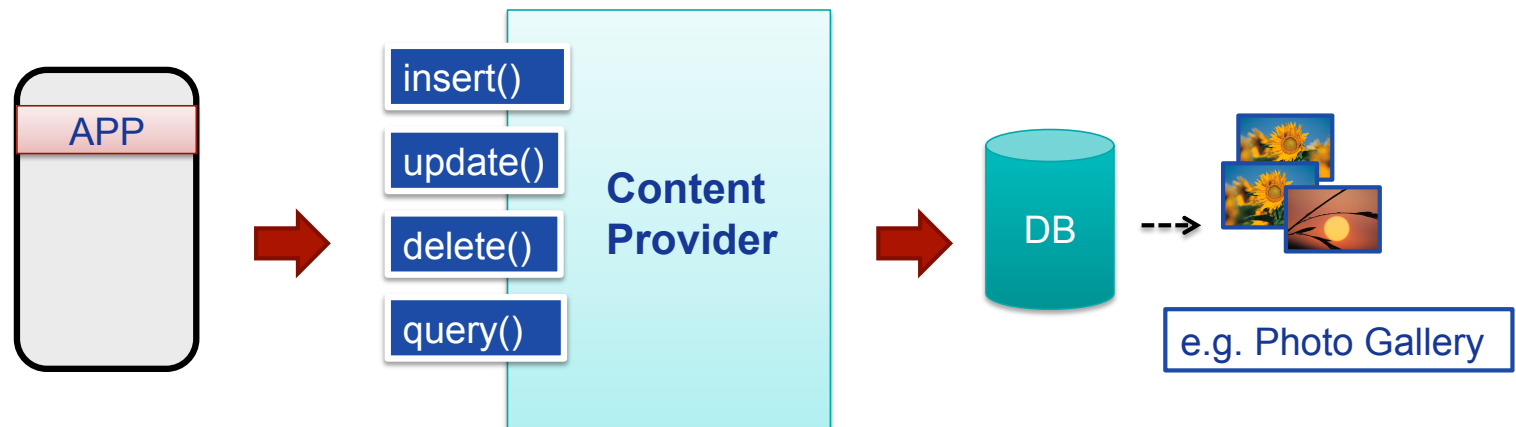 APP
insert()
update()
delete()
query()
Content
Provider
DB
e.g. Photo Gallery